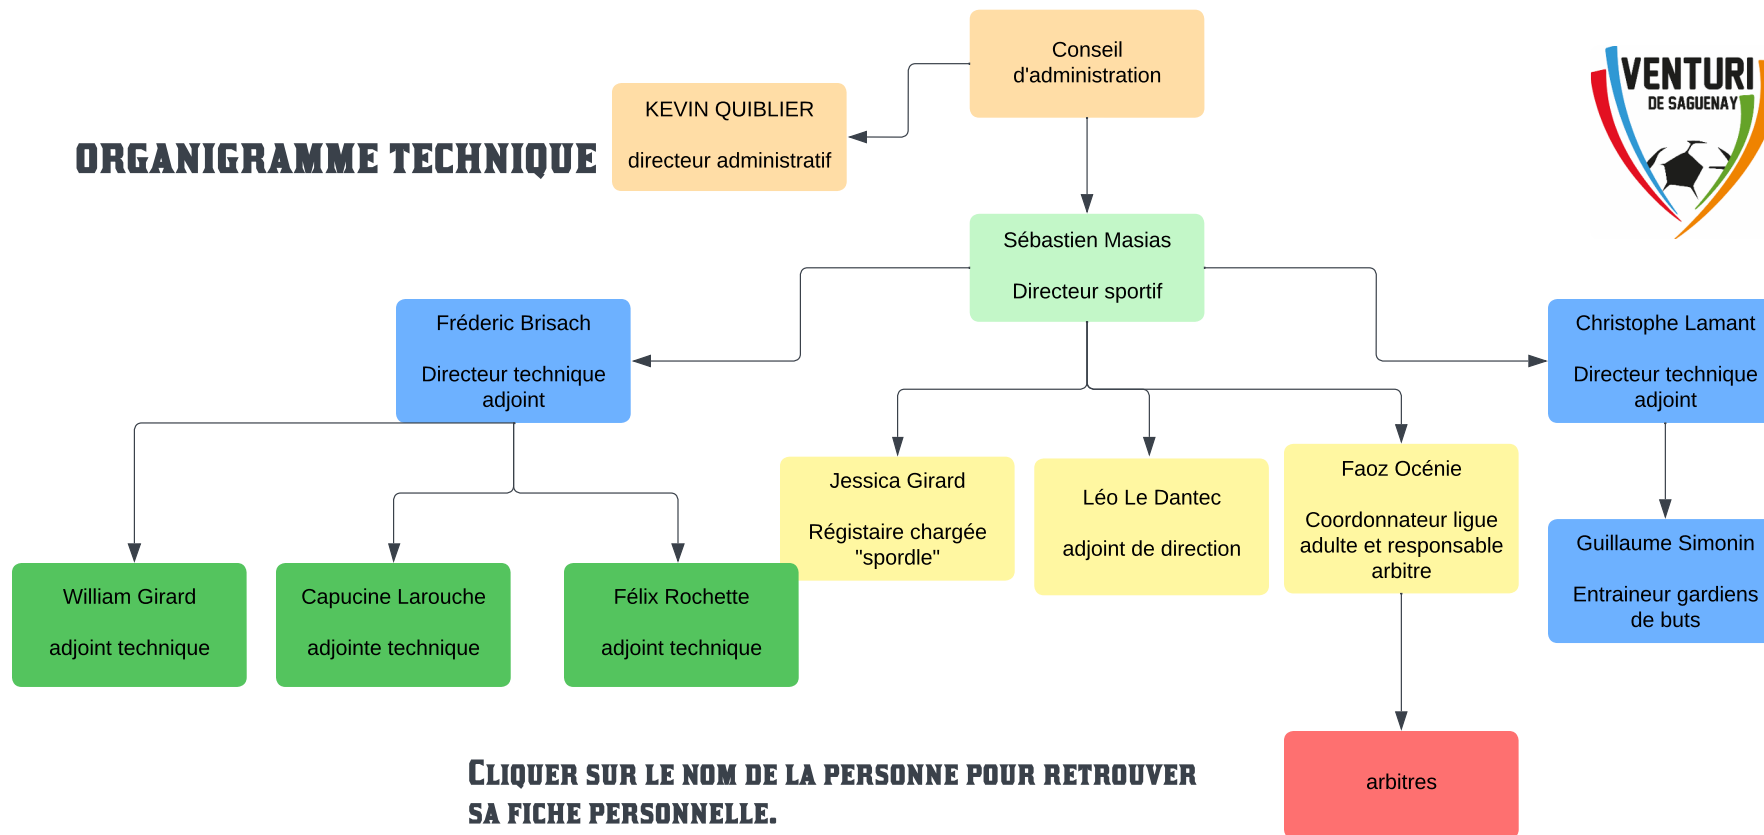 Conseil
d'administration
KEVIN QUIBLIER
directeur administratif
VENTURI
DE SAGUENAY
ORGANIGRAMME TECHNIQUE
Sébastien Masias
Directeur sportif
Fréderic Brisach
Directeur technique
adjoint
Christophe Lamant
Directeur technique
adjoint
Jessica Girard
Régistaire chargée
"spordle"
Léo Le Dantec
adjoint de direction
Faoz Océnie
Coordonnateur ligue
adulte et responsable
arbitre
Guillaume Simonin
Entraineur gardiens
de buts
William Girard
adjoint technique
Capucine Larouche
adjointe technique
Félix Rochette
adjoint technique
arbitres
Cliquer sur le nom de la personne pour retrouver
sa fiche personnelle.